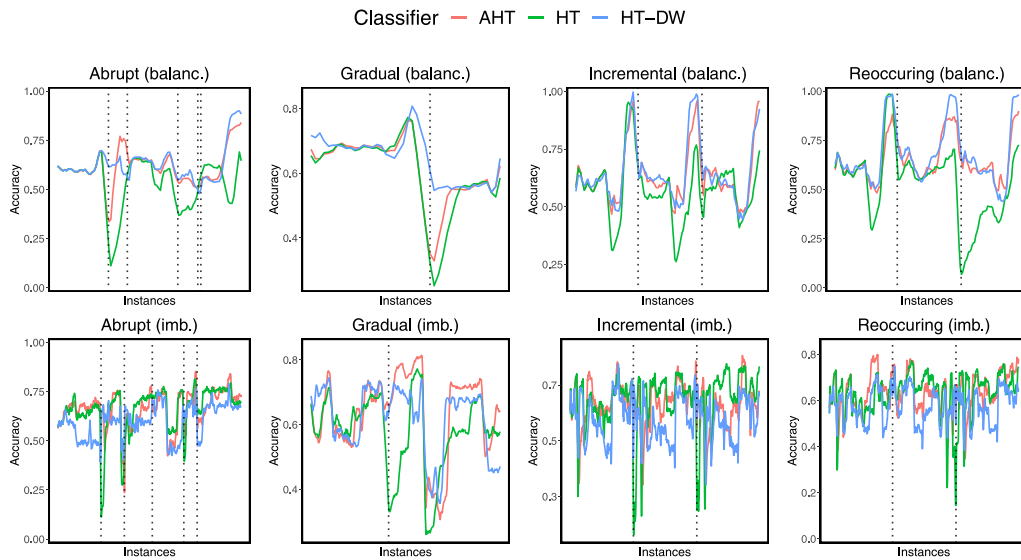 Classifier AHT HT HT−DW
Abrupt (balanc.) Gradual (balanc.) Incremental (balanc.) Reoccuring (balanc.)
Accuracy 1.00 0.75 0.50 0.25 0.00 Instances
Accuracy 0.8 0.6 0.4 Instances
Accuracy 1.00 0.75 0.50 0.25 Instances
Accuracy 1.00 0.75 0.50 0.25 0.00 Instances
Abrupt (imb.) Gradual (imb.) Incremental (imb.) Reoccuring (imb.)
Accuracy 1.00 0.75 0.50 0.25 0.00 Instances
Accuracy 0.8 0.6 0.4 Instances
Accuracy 0.7 0.5 0.3 Instances
Accuracy 0.8 0.6 0.4 0.2 0.0 Instances